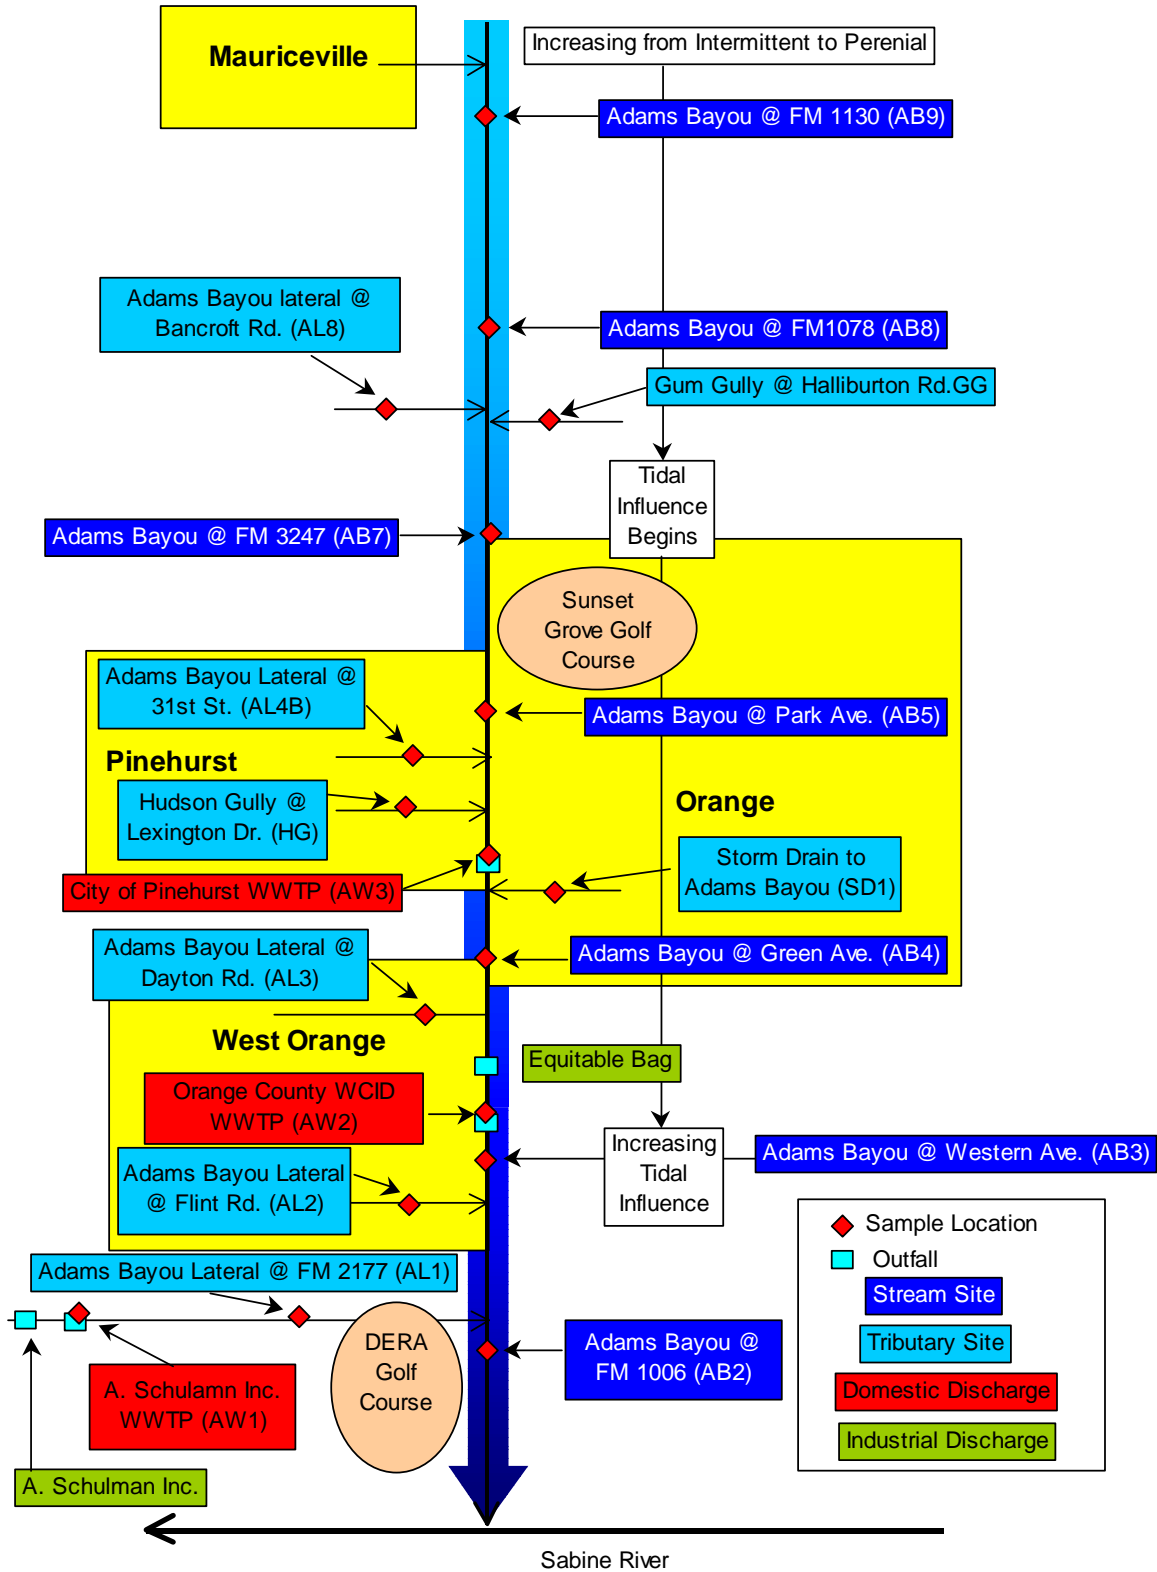 Mauriceville
Increasing from Intermittent to Perenial
Adams Bayou @ FM 1130 (AB9)
Adams Bayou lateral @
Bancroft Rd. (AL8)
Adams Bayou @ FM1078 (AB8)
Gum Gully @ Halliburton Rd.GG
Tidal
Influence
Begins
Adams Bayou @ FM 3247 (AB7)
Sunset
Grove Golf
Course
Adams Bayou Lateral @
31st St. (AL4B)
Adams Bayou @ Park Ave. (AB5)
Pinehurst
Hudson Gully @
Lexington Dr. (HG)
Orange
Storm Drain to
Adams Bayou (SD1)
City of Pinehurst WWTP (AW3)
Adams Bayou Lateral @
Dayton Rd. (AL3)
Adams Bayou @ Green Ave. (AB4)
West Orange
Equitable Bag
Orange County WCID
WWTP (AW2)
Increasing
Tidal
Influence
Adams Bayou @ Western Ave. (AB3)
Adams Bayou Lateral
@ Flint Rd. (AL2)
Sample Location
Outfall
Stream Site
Tributary Site
Domestic Discharge
Industrial Discharge
Adams Bayou Lateral @ FM 2177 (AL1)
DERA
Golf
Course
Adams Bayou @
FM 1006 (AB2)
A. Schulamn Inc.
WWTP (AW1)
A. Schulman Inc.
Sabine River